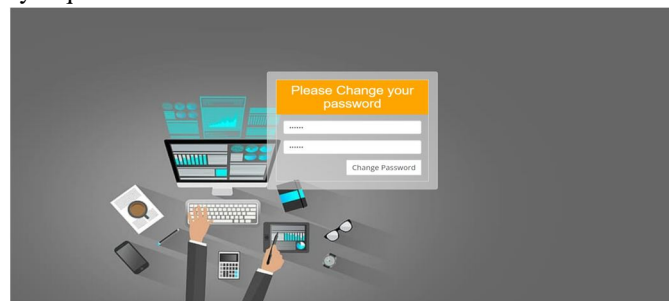 Please Change your
password
......
......
Change Password